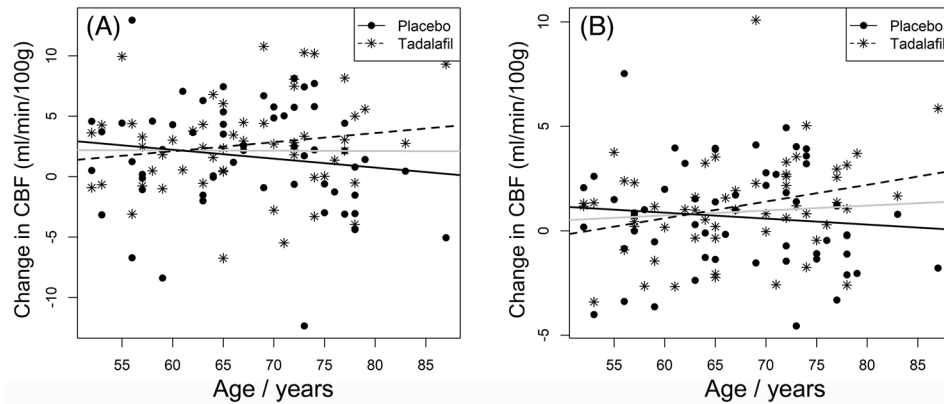 (A)
Placebo
Tadalafil
Change in CBF (ml/min/100g)
10
5
0
-5
-10
55 60 65 70 75 80 85
Age / years
(B)
Placebo
Tadalafil
Change in CBF (ml/min/100g)
10
5
0
-5
55 60 65 70 75 80 85
Age / years